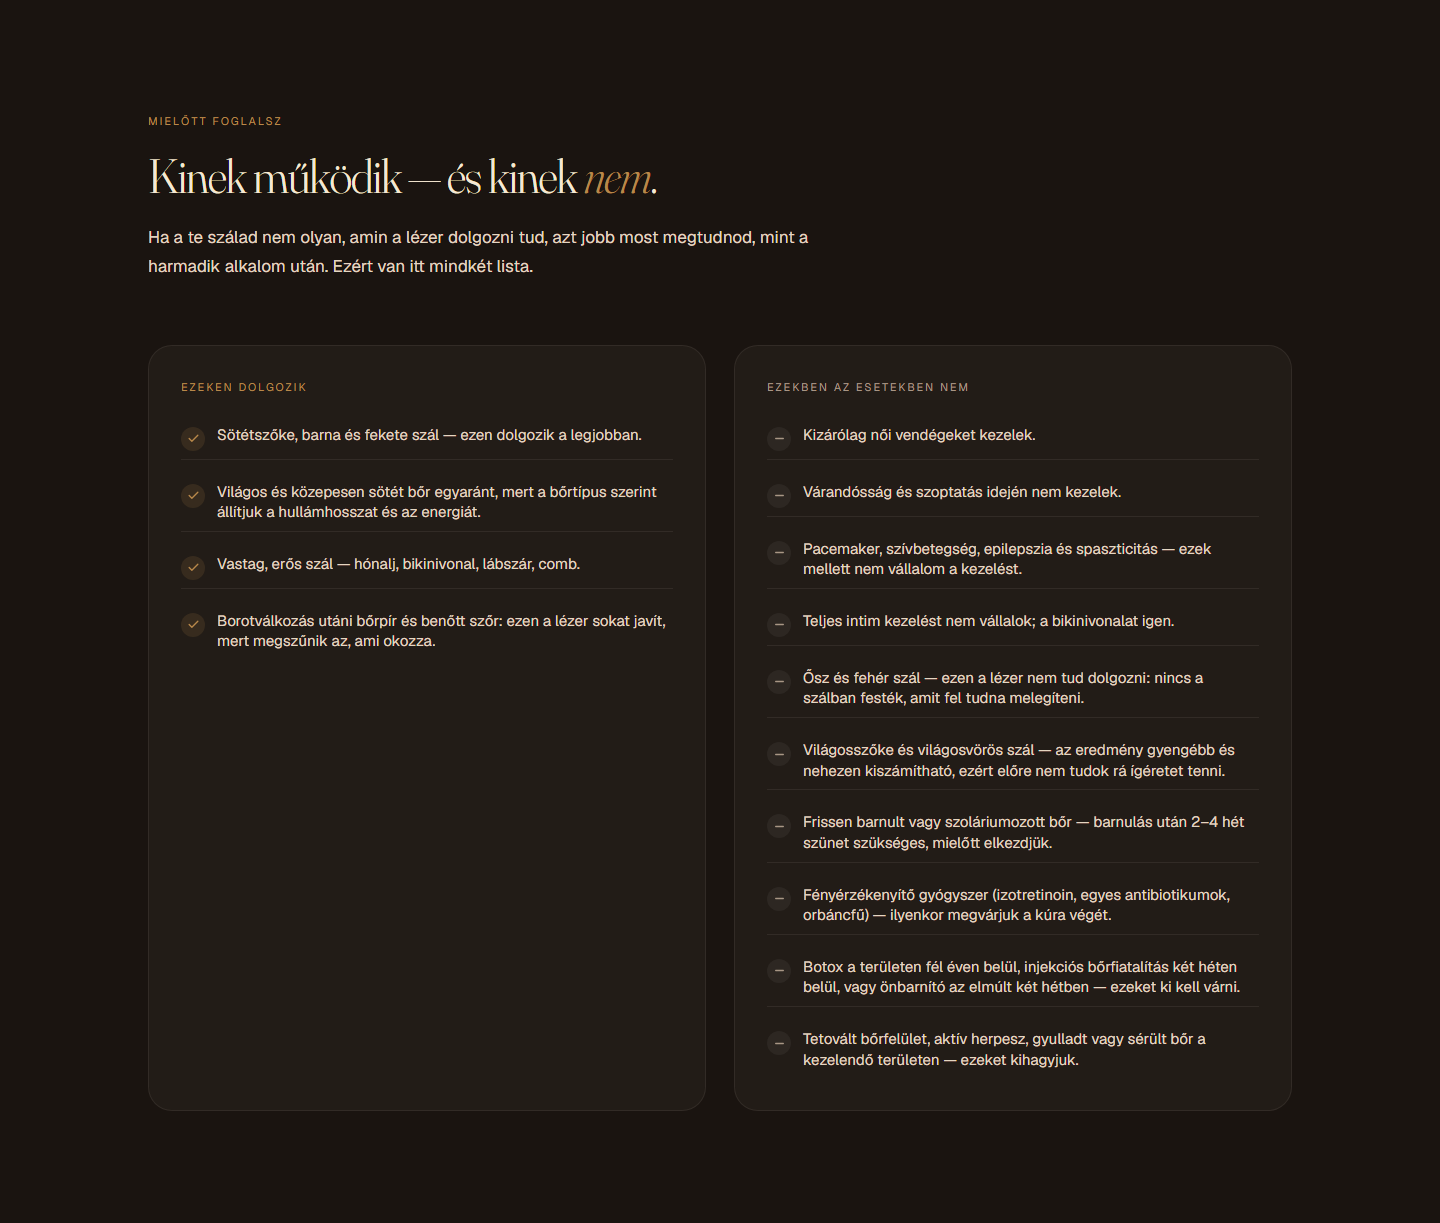 MIELŐTT FOGLALSZ
Kinek működik — és kinek nem.
Ha a te szálad nem olyan, amin a lézer dolgozni tud, azt jobb most megtudnod, mint a
harmadik alkalom után. Ezért van itt mindkét lista.
EZEKEN DOLGOZIK
Sötétszőke, barna és fekete szál — ezen dolgozik a legjobban.
Világos és közepesen sötét bőr egyaránt, mert a bőrtípus szerint
állítjuk a hullámhosszat és az energiát.
Vastag, erős szál — hónalj, bikinivonal, lábszár, comb.
Borotválkozás utáni bőrpír és benőtt szőr: ezen a lézer sokat javít,
mert megszűnik az, ami okozza.
EZEKBEN AZ ESETEKBEN NEM
Kizárólag női vendégeket kezelek.
Várandósság és szoptatás idején nem kezelek.
Pacemaker, szívbetegség, epilepszia és spaszticitás — ezek
mellett nem vállalom a kezelést.
Teljes intim kezelést nem vállalok; a bikinivonalat igen.
Ősz és fehér szál — ezen a lézer nem tud dolgozni: nincs a
szálban festék, amit fel tudna melegíteni.
Világosszőke és világosvörös szál — az eredmény gyengébb és
nehezen kiszámítható, ezért előre nem tudok rá ígéretet tenni.
Frissen barnult vagy szoláriumozott bőr — barnulás után 2–4 hét
szünet szükséges, mielőtt elkezdjük.
Fényérzékenyítő gyógyszer (izotretinoin, egyes antibiotikumok,
orbáncfű) — ilyenkor megvárjuk a kúra végét.
Botox a területen fél éven belül, injekciós bőrfiatalítás két héten
belül, vagy önbarnító az elmúlt két hétben — ezeket ki kell várni.
Tetovált bőrfelület, aktív herpesz, gyulladt vagy sérült bőr a
kezelendő területen — ezeket kihagyjuk.